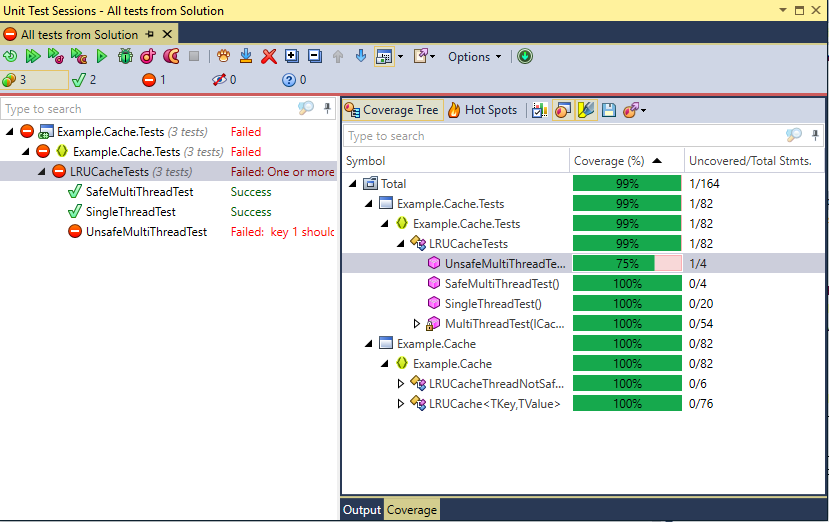 Unit Test Sessions - All tests from Solution
All tests from Solution
Options
3 2 1 0 0
Type to search
Example.Cache.Tests (3 tests) Failed
Example.Cache.Tests (3 tests) Failed
LRUCacheTests (3 tests) Failed: One or more
SafeMultiThreadTest Success
SingleThreadTest Success
UnsafeMultiThreadTest Failed: key 1 shoul
Coverage Tree Hot Spots
Type to search
Symbol Coverage (%) Uncovered/Total Stmts.
Total 99% 1/164
Example.Cache.Tests 99% 1/82
Example.Cache.Tests 99% 1/82
LRUCacheTests 99% 1/82
UnsafeMultiThreadTe... 75% 1/4
SafeMultiThreadTest() 100% 0/4
SingleThreadTest() 100% 0/20
MultiThreadTest(ICac... 100% 0/54
Example.Cache 100% 0/82
Example.Cache 100% 0/82
LRUCacheThreadNotSaf... 100% 0/6
LRUCache<TKey,TValue> 100% 0/76
Output Coverage